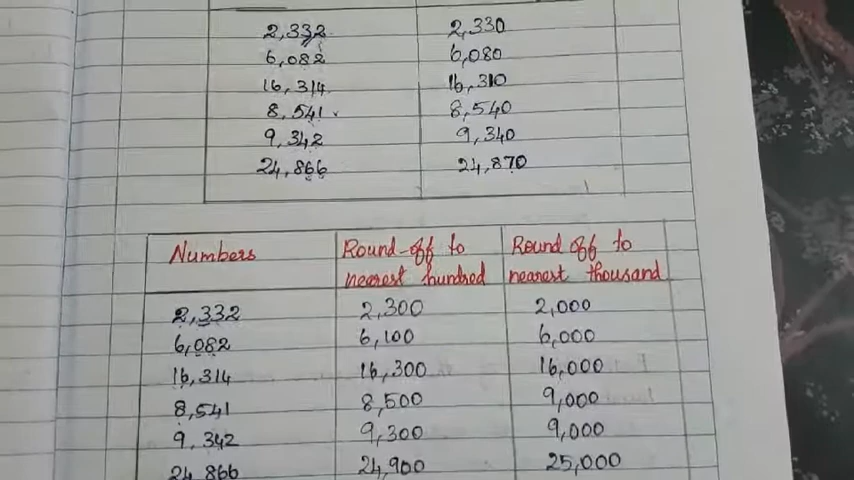 2,332 2,330
6,082 6,080
16,314 16,310
8,541 8,540
9,342 9,340
24,866 24,870
Numbers Round-off to nearest hundred Round off to nearest thousand
2,332 2,300 2,000
6,082 6,100 6,000
16,314 16,300 16,000
8,541 8,500 9,000
9,342 9,300 9,000
24,866 24,900 25,000